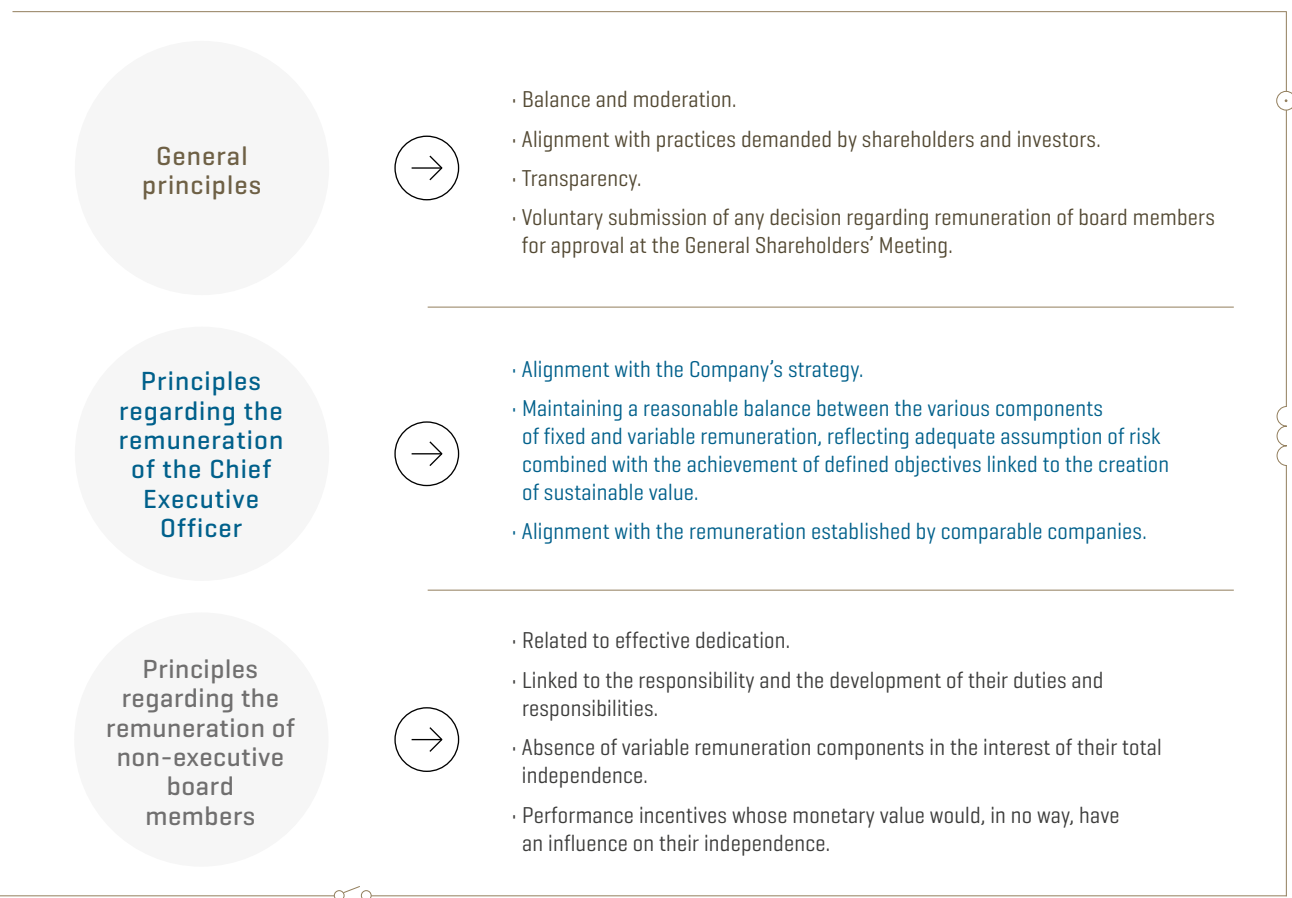 General
principles
· Balance and moderation.
· Alignment with practices demanded by shareholders and investors.
· Transparency.
· Voluntary submission of any decision regarding remuneration of board members
for approval at the General Shareholders’ Meeting.
Principles
regarding the
remuneration
of the Chief
Executive
Officer
· Alignment with the Company’s strategy.
· Maintaining a reasonable balance between the various components
of fixed and variable remuneration, reflecting adequate assumption of risk
combined with the achievement of defined objectives linked to the creation
of sustainable value.
· Alignment with the remuneration established by comparable companies.
Principles
regarding the
remuneration of
non-executive
board
members
· Related to effective dedication.
· Linked to the responsibility and the development of their duties and
responsibilities.
· Absence of variable remuneration components in the interest of their total
independence.
· Performance incentives whose monetary value would, in no way, have
an influence on their independence.